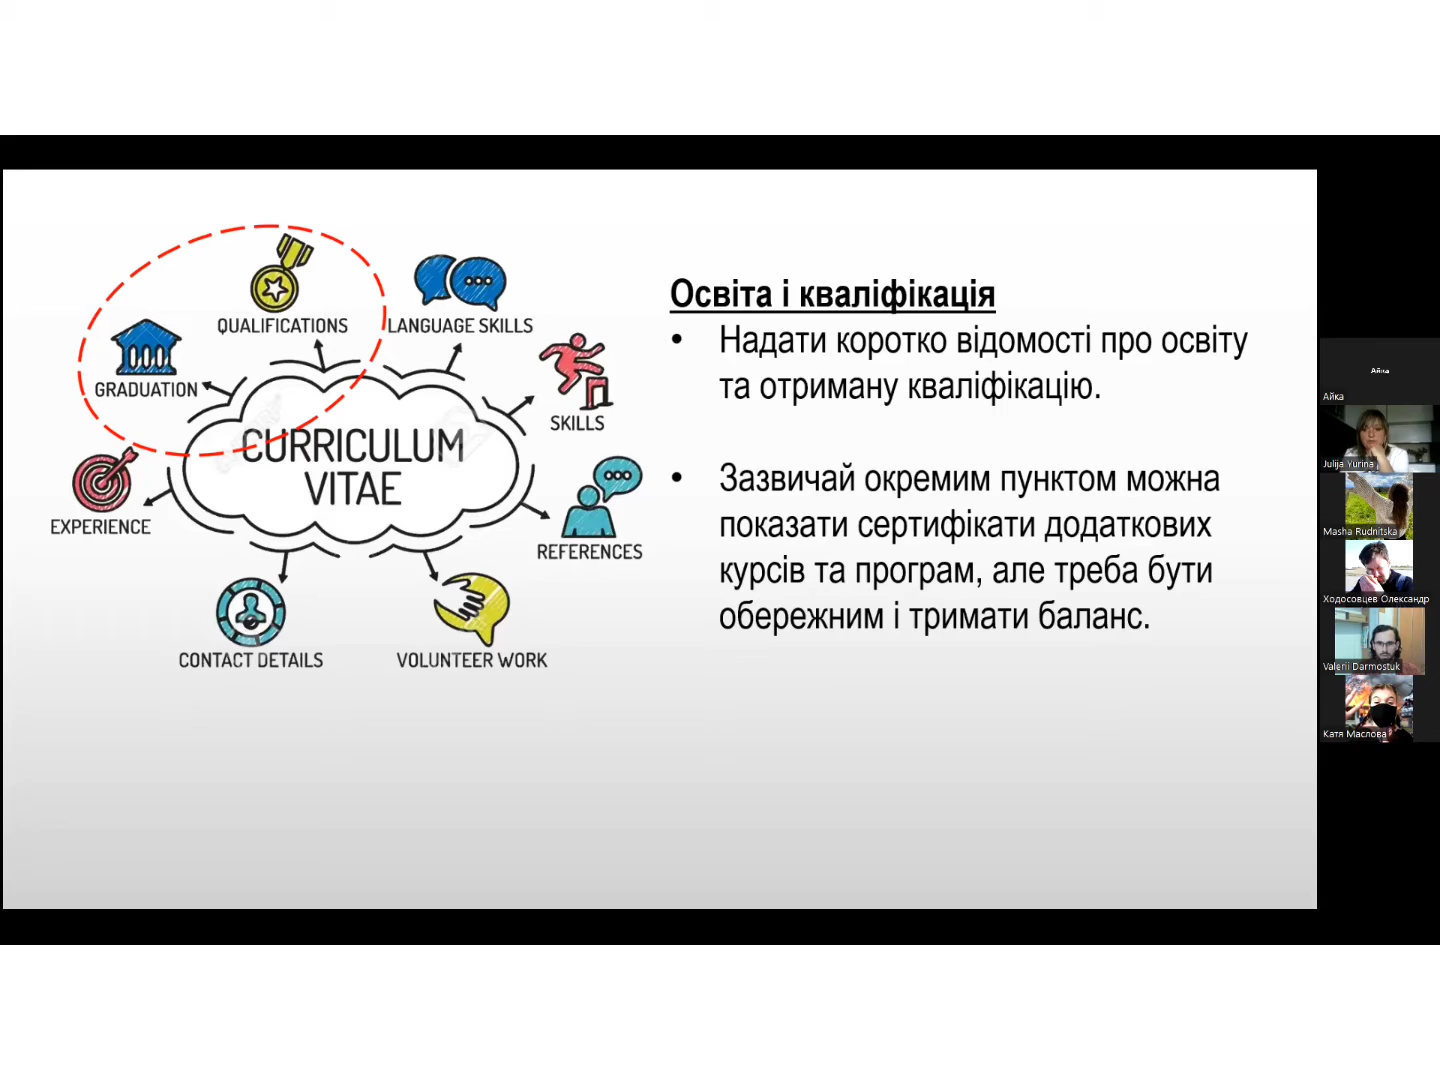 QUALIFICATIONS
LANGUAGE SKILLS
GRADUATION
SKILLS
CURRICULUM
VITAE
EXPERIENCE
REFERENCES
CONTACT DETAILS
VOLUNTEER WORK
Освіта і кваліфікація
• Надати коротко відомості про освіту
та отриману кваліфікацію.
• Зазвичай окремим пунктом можна
показати сертифікати додаткових
курсів та програм, але треба бути
обережним і тримати баланс.
Айка
Айка
Julija Yurina
Masha Rudnitska
Ходосовцев Олександр
Valerii Darmostuk
Катя Маслова